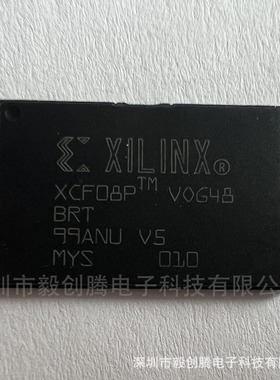 XILINX®
XCF08P™ VOG48
BRT
99ANU V5
MYS 010
深圳市毅创腾电子科技有限公司
深圳市毅创腾电子科技有限公司